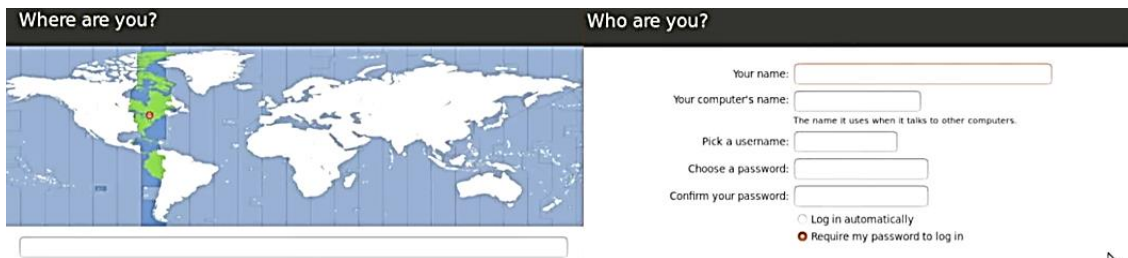 Where are you?
Who are you?
Your name:
Your computer's name:
The name it uses when it talks to other computers.
Pick a username:
Choose a password:
Confirm your password:
Log in automatically
Require my password to log in